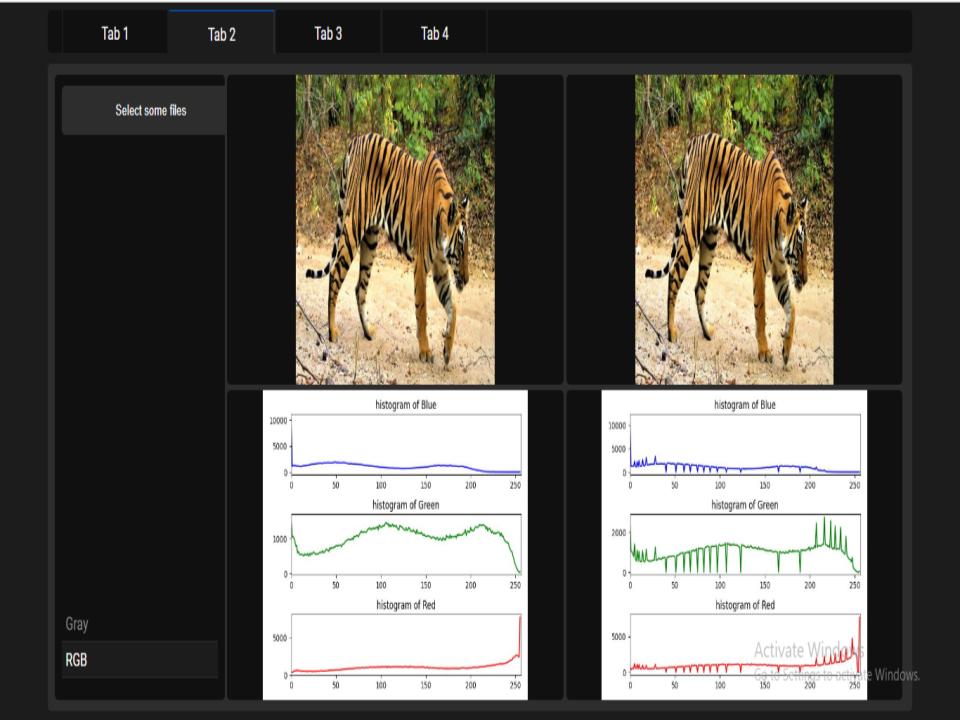 Tab 1
Tab 2
Tab 3
Tab 4
Select some files
Gray
RGB
histogram of Blue
10000
5000
0
0 50 100 150 200 250
histogram of Green
1000
0
0 50 100 150 200 250
histogram of Red
5000
0
0 50 100 150 200 250
histogram of Blue
10000
5000
0
0 50 100 150 200 250
histogram of Green
2000
0
0 50 100 150 200 250
histogram of Red
5000
0
0 50 100 150 200 250
Activate Windows
Go to Settings to activate Windows.